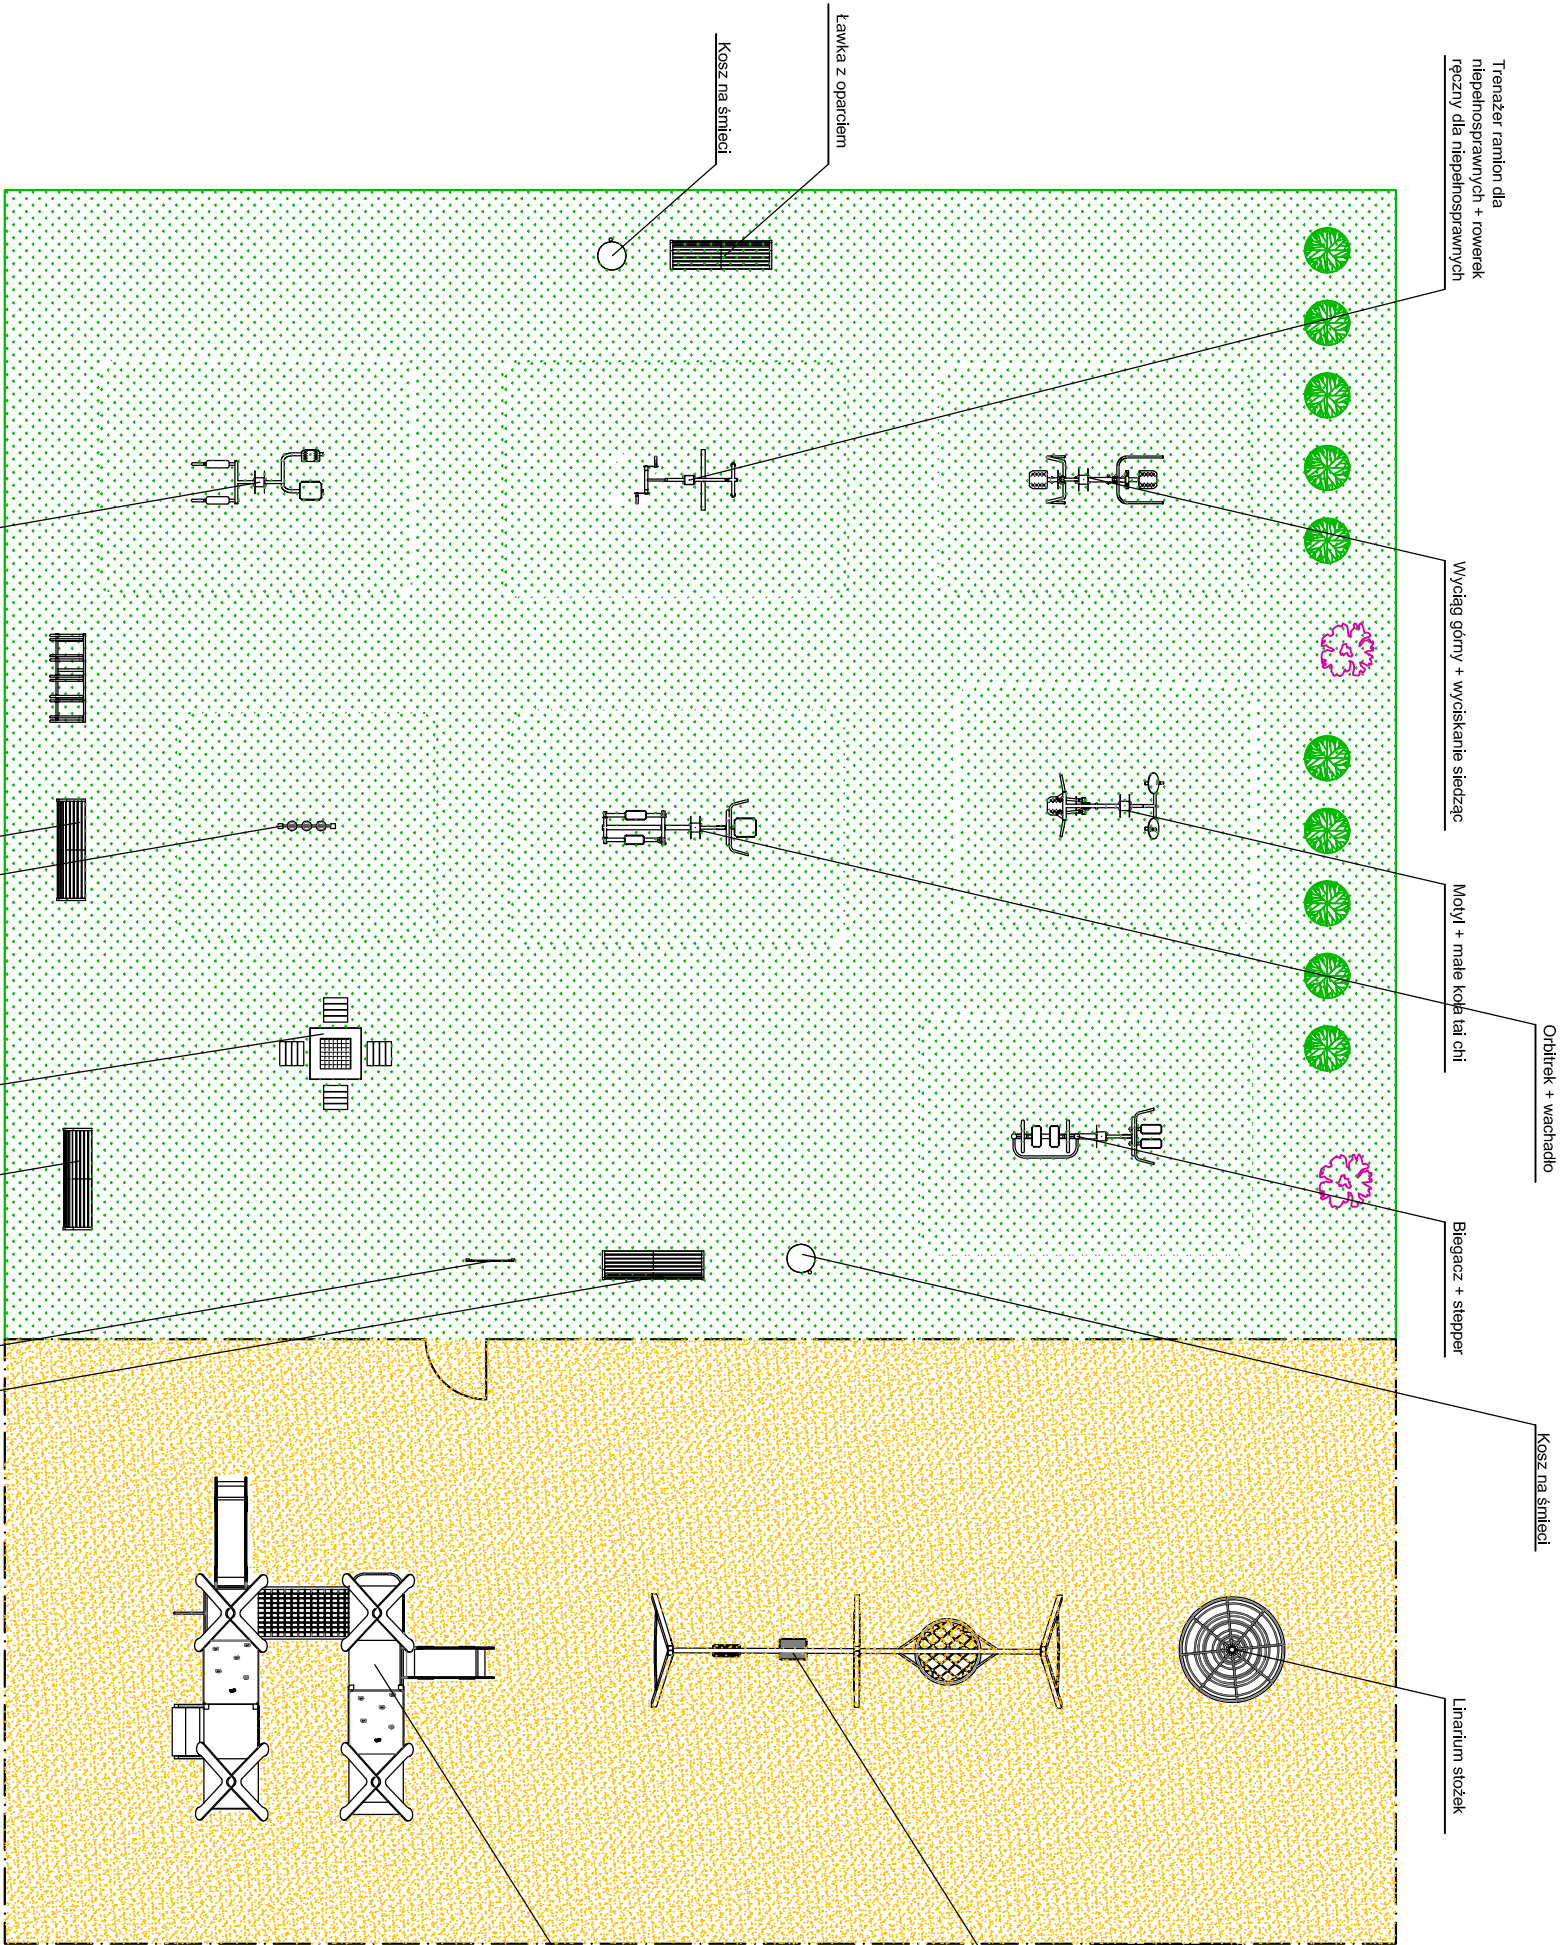 Trenażer ramion dla
niepełnosprawnych + rowerek
ręczny dla niepełnosprawnych
Wyciąg górny + wyciskanie siedząc
Motyl + małe koła tai chi
Orbitrek + wachadło
Biegacz + stepper
Kosz na śmieci
Linarium stożek
Ławka z oparciem
Kosz na śmieci